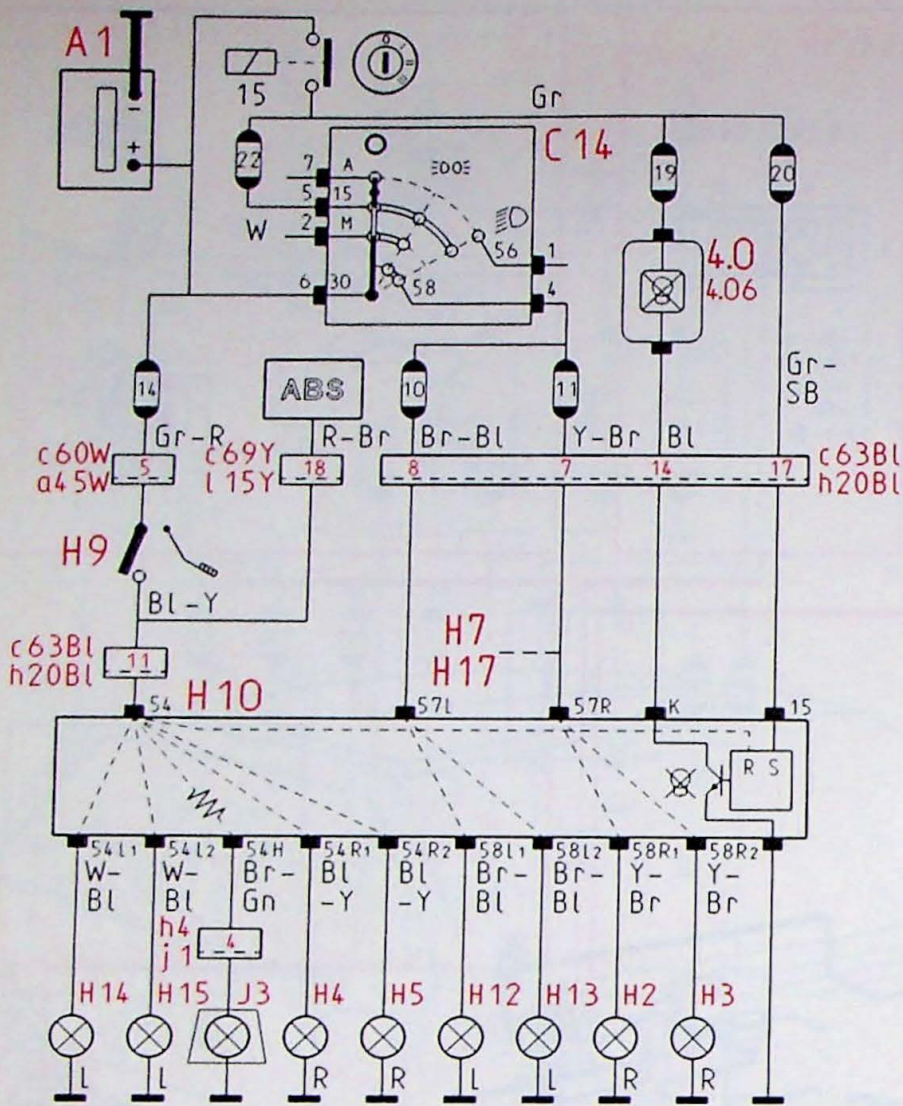 A 1
15
Gr
C 14
22
7 A
5 15
2 M
W
6 30
56 1
58 4
19
20
4.0
4.06
14
ABS
10
11
Gr-
SB
Gr-R
R-Br
Br-Bl
Y-Br
Bl
c60W
a45W
5
c69Y
l 15Y
18
8
7
14
17
c63Bl
h20Bl
H9
Bl-Y
c63Bl
h20Bl
11
H7
H17
54
H10
57L
57R
K
15
R S
54L1
54L2
54H
54R1
54R2
58L1
58L2
58R1
58R2
W-
Bl
W-
Bl
Br-
Gn
Bl
-Y
Bl
-Y
Br-
Bl
Br-
Bl
Y-
Br
Y-
Br
h4
j1
4
H14
H15
J3
H4
H5
H12
H13
H2
H3
L
L
R
R
L
L
R
R